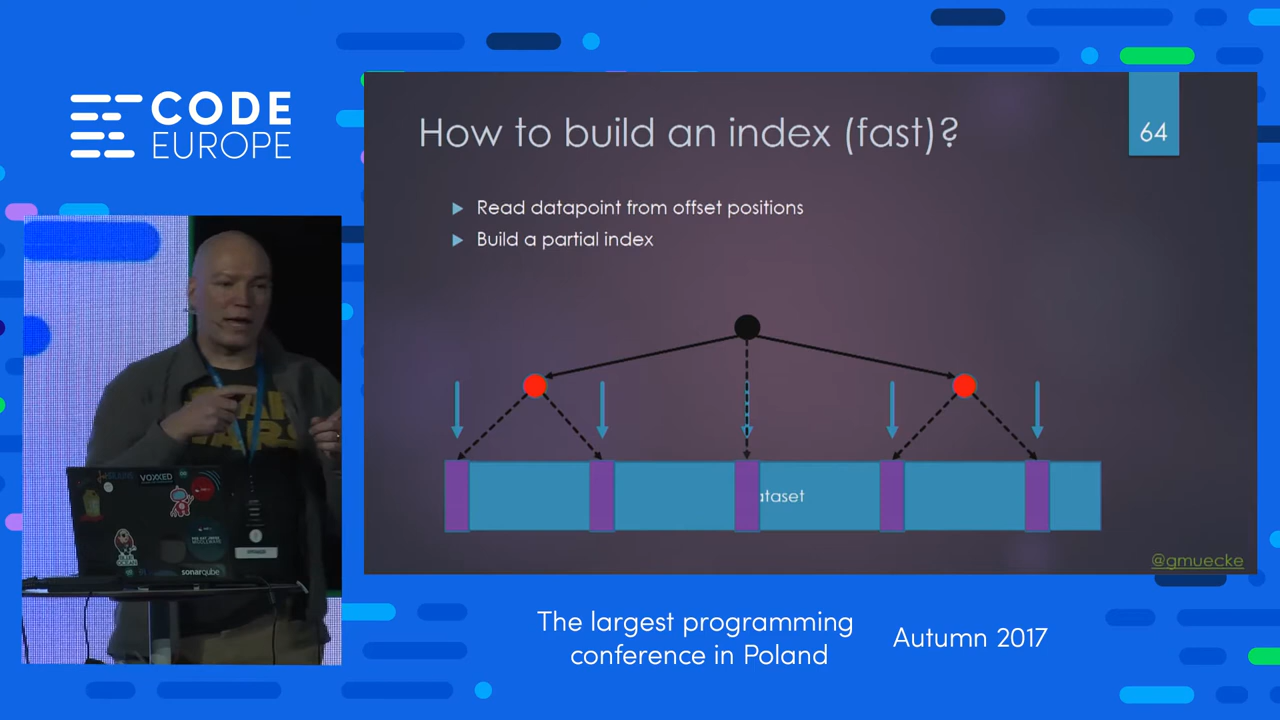 CODE
EUROPE
How to build an index (fast)?
64
Read datapoint from offset positions
Build a partial index
ataset
@gmuecke
VOXXED
sonarqube
The largest programming
conference in Poland
Autumn 2017